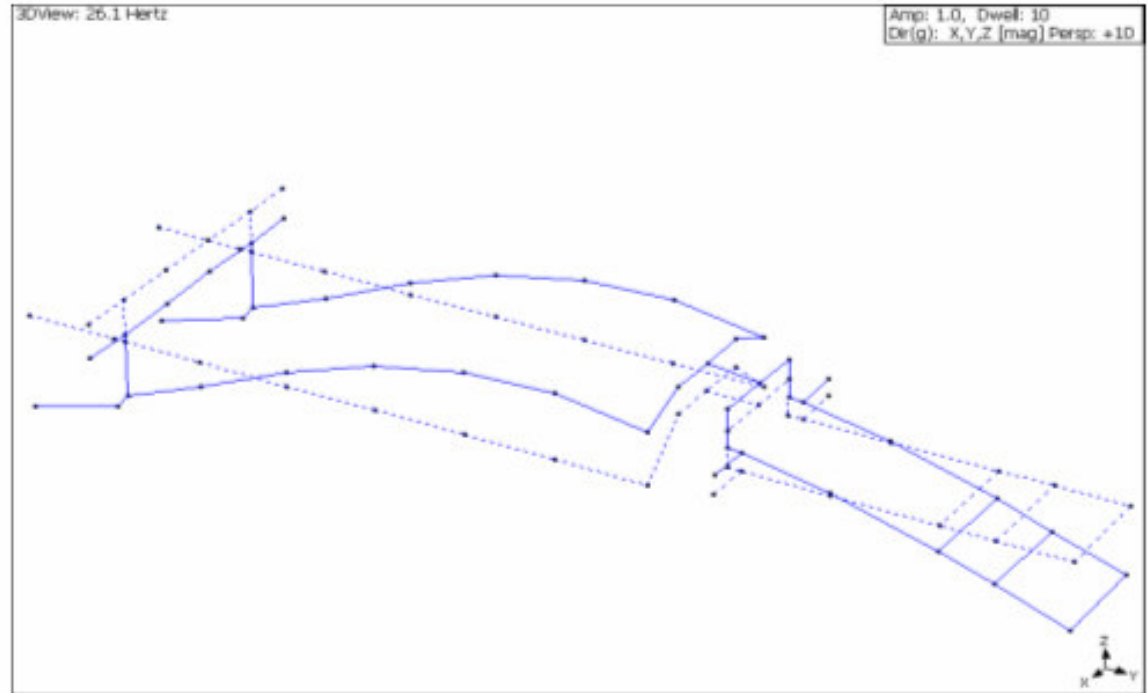 3DView: 26.1 Hertz
Amp: 1.0, Dwell: 10
Dir(g): X,Y,Z [mag] Persp: +10
Z
X
Y